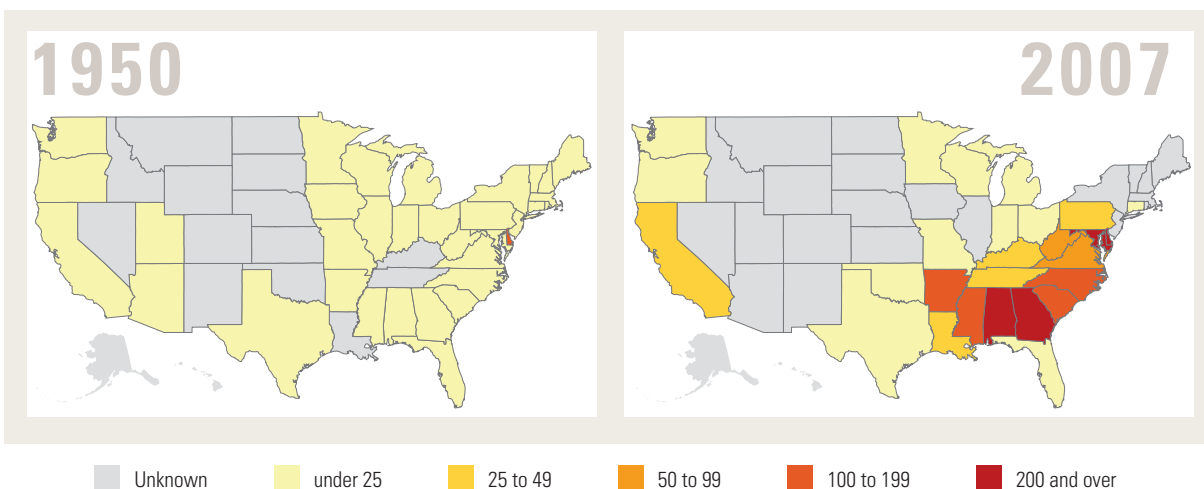 1950
2007
Unknown
under 25
25 to 49
50 to 99
100 to 199
200 and over